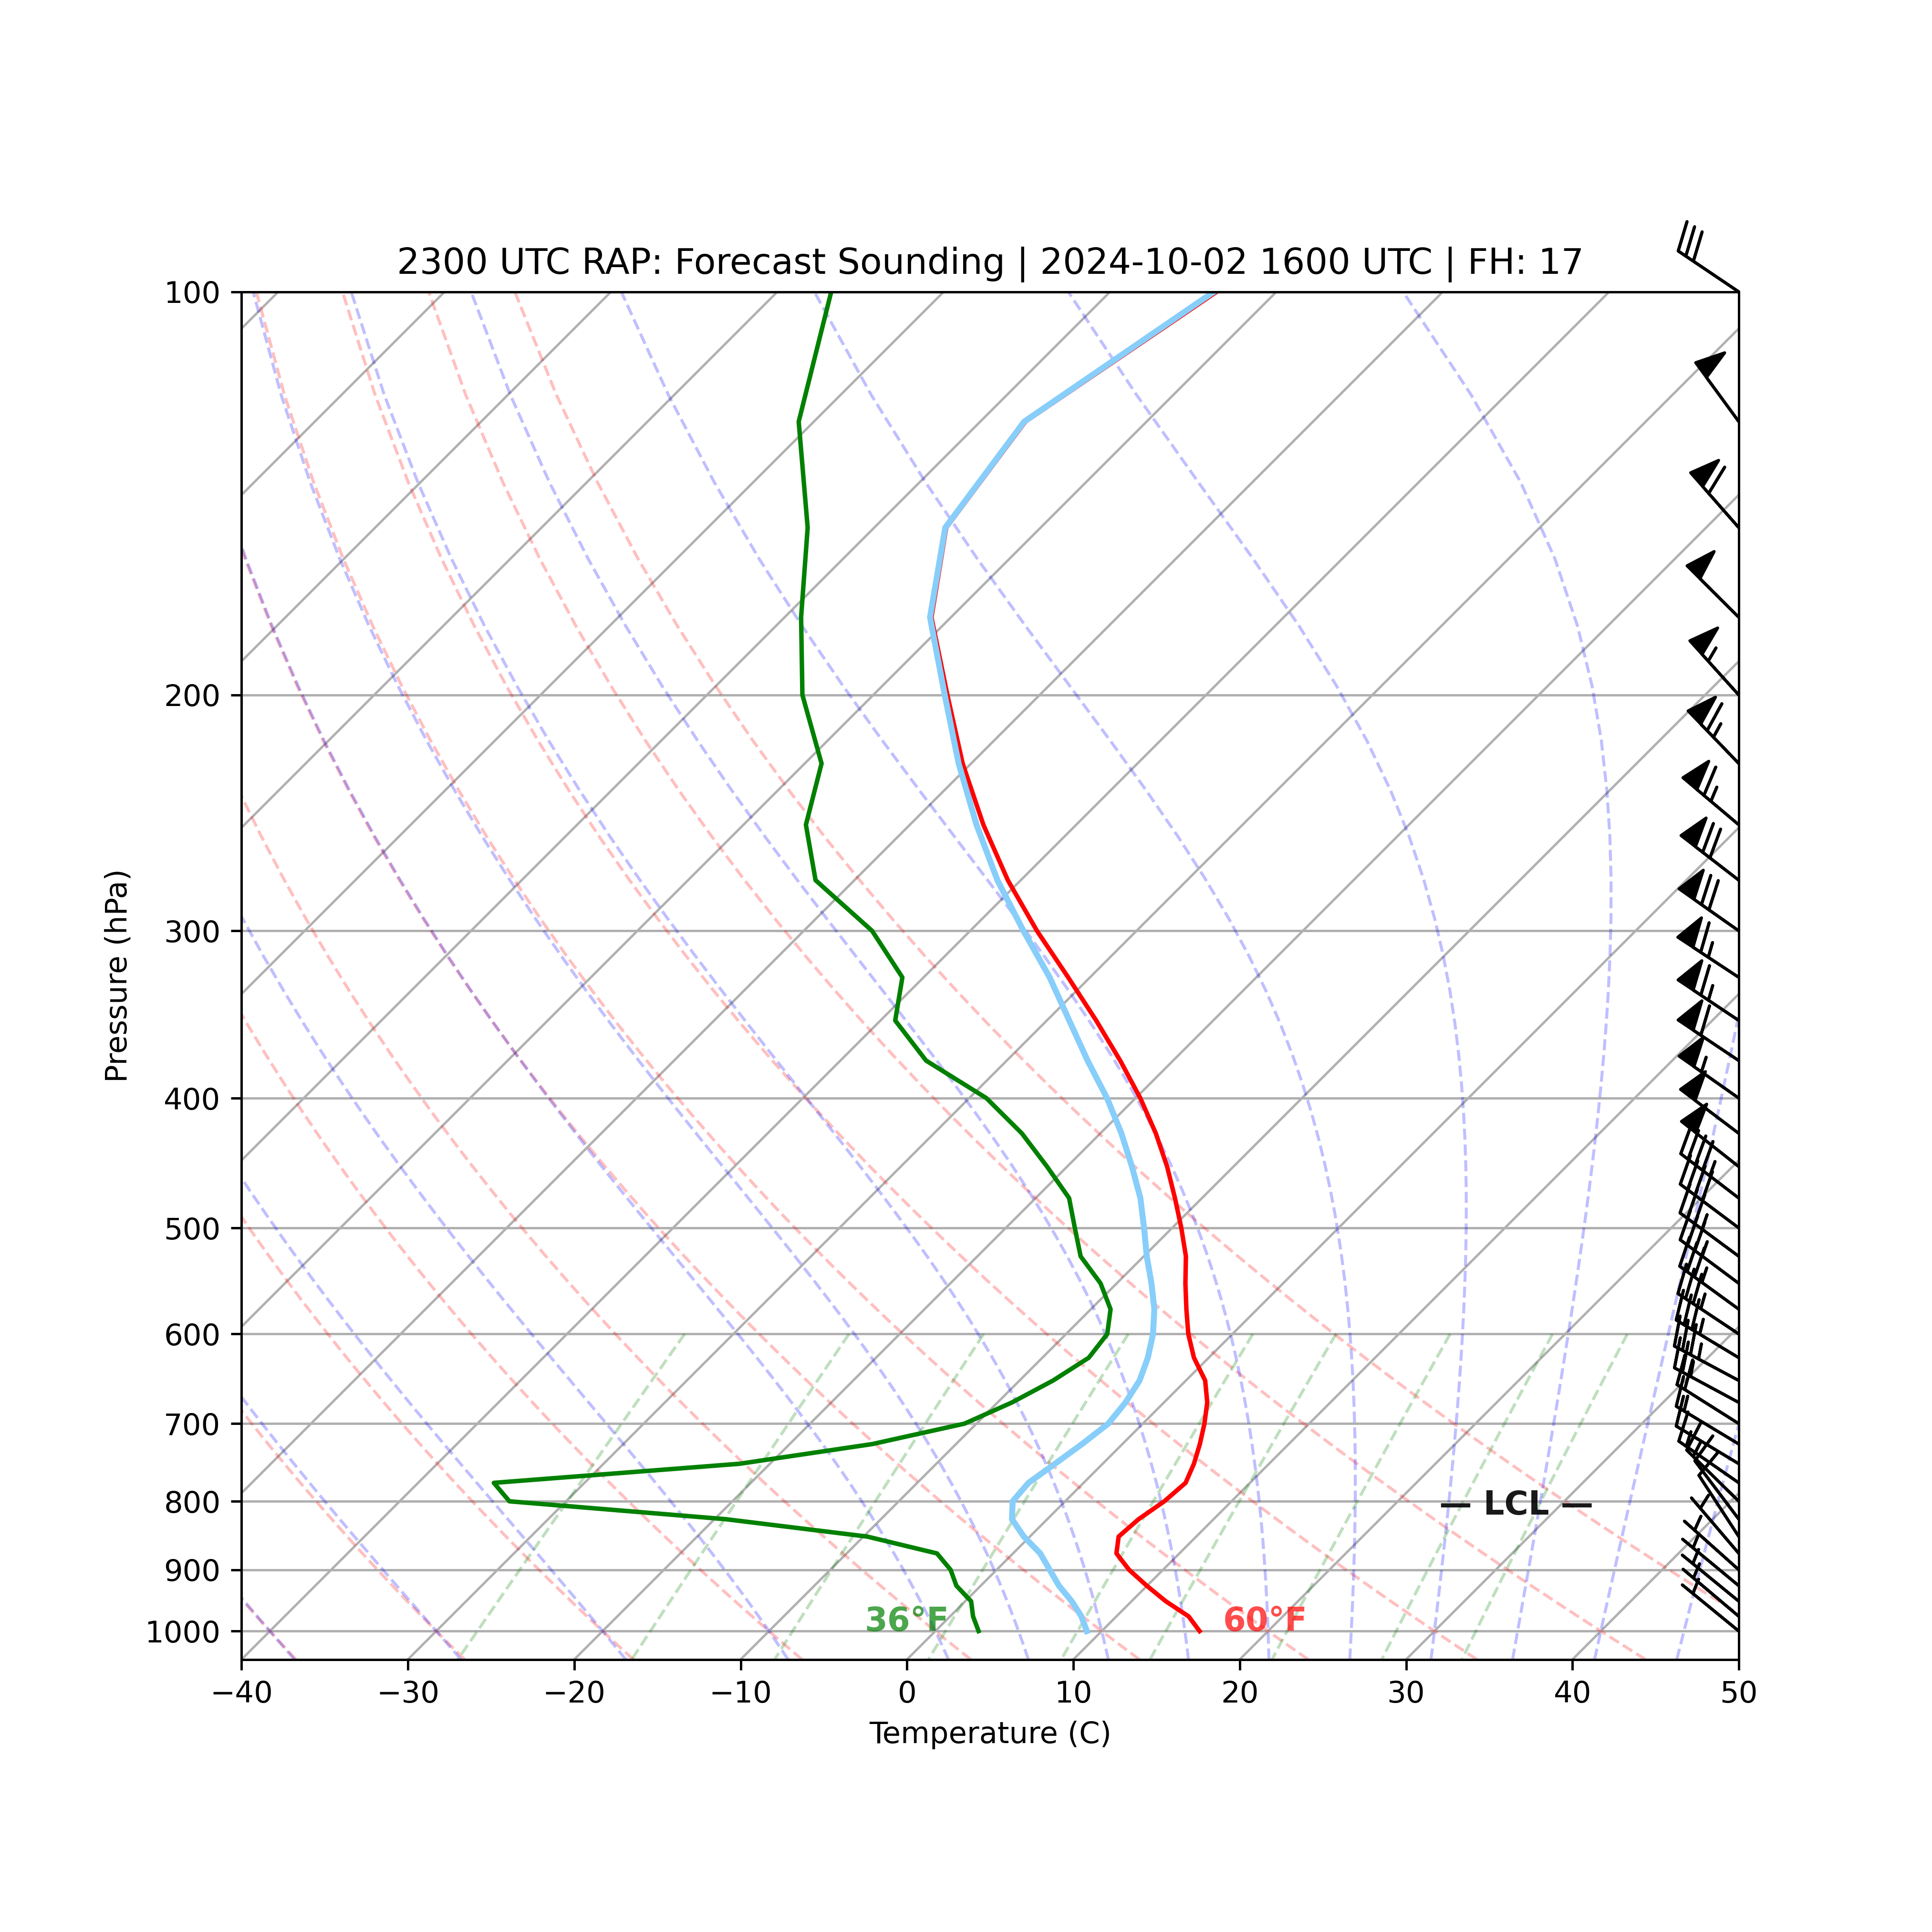 2300 UTC RAP: Forecast Sounding | 2024-10-02 1600 UTC | FH: 17
100
200
300
400
500
600
700
800
900
1000
Pressure (hPa)
— LCL —
36°F
60°F
−40 −30 −20 −10 0 10 20 30 40 50
Temperature (C)